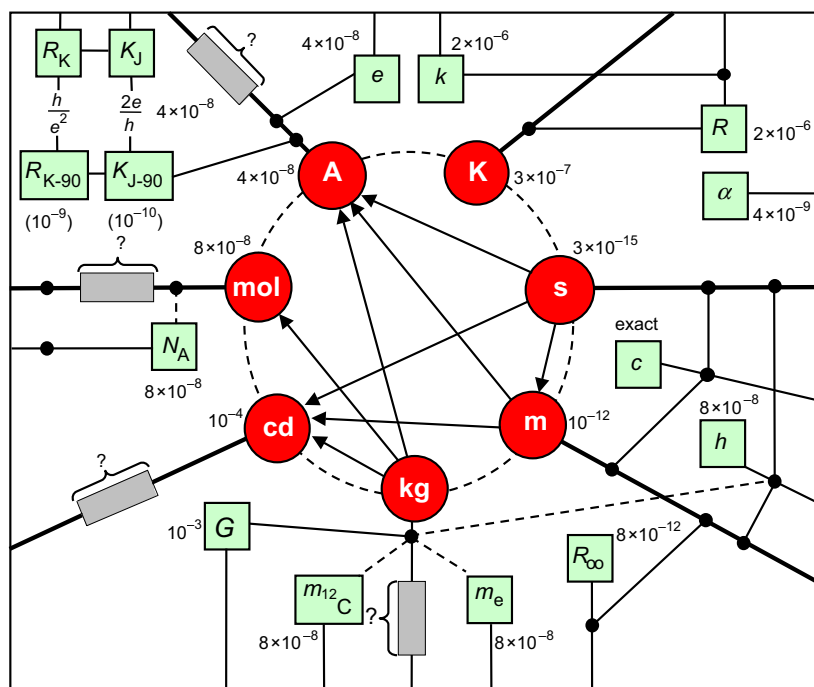 ?
R_K K_J
4×10⁻⁸
e
2×10⁻⁶
k
h/e²
2e/h
4×10⁻⁸
R 2×10⁻⁶
R_K-90 K_J-90
(10⁻⁹) (10⁻¹⁰)
A
4×10⁻⁸
K
3×10⁻⁷
α
4×10⁻⁹
?
8×10⁻⁸
mol
3×10⁻¹⁵
s
N_A
8×10⁻⁸
exact
c
10⁻⁴
cd
m
10⁻¹²
8×10⁻⁸
h
?
kg
10⁻³ G
R_∞ 8×10⁻¹²
m_¹²C
?
m_e
8×10⁻⁸
8×10⁻⁸